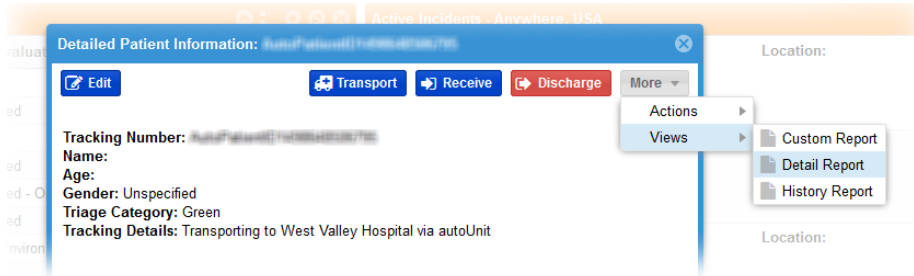 Active Incidents - Anywhere, USA
Detailed Patient Information:
Location:
Edit
Transport
Receive
Discharge
More
Actions
Views
Custom Report
Detail Report
History Report
Tracking Number:
Name:
Age:
Gender: Unspecified
Triage Category: Green
Tracking Details: Transporting to West Valley Hospital via autoUnit
Location: